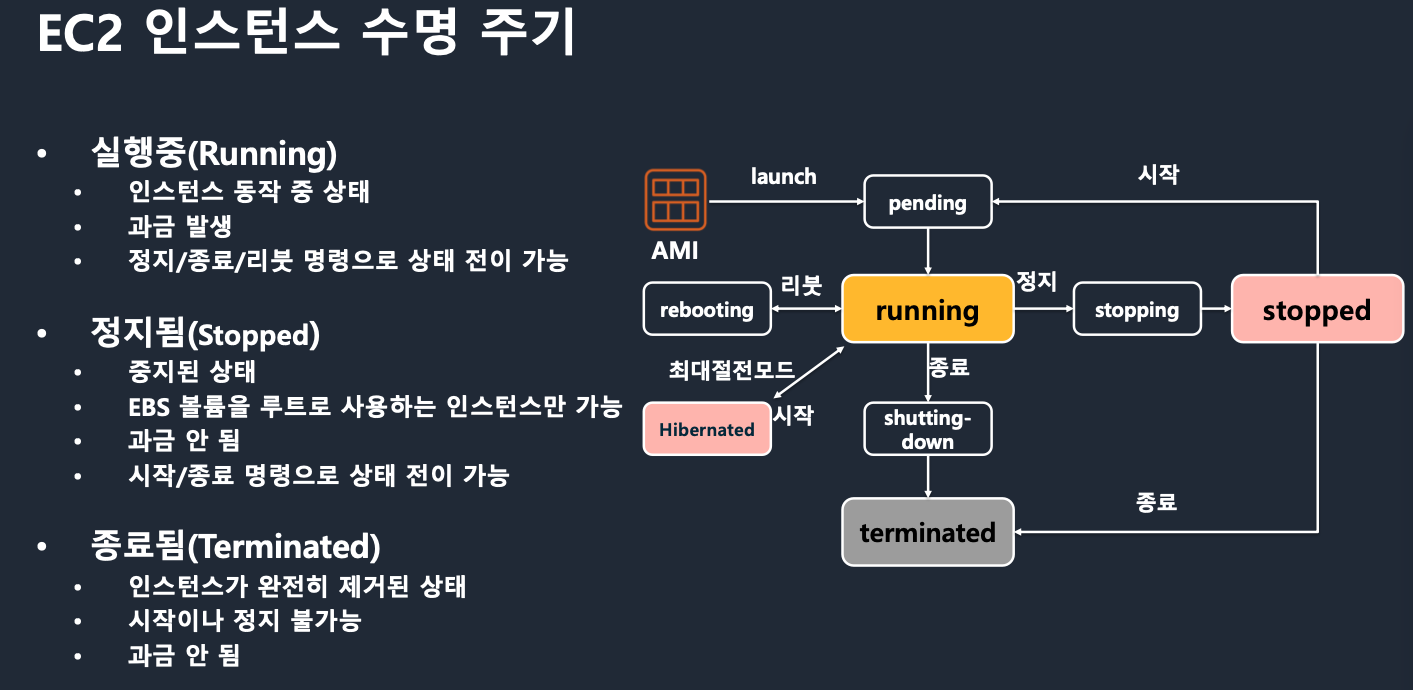 EC2 인스턴스 수명 주기
• 실행중(Running)
• 인스턴스 동작 중 상태
• 과금 발생
• 정지/종료/리붓 명령으로 상태 전이 가능
• 정지됨(Stopped)
• 중지된 상태
• EBS 볼륨을 루트로 사용하는 인스턴스만 가능
• 과금 안 됨
• 시작/종료 명령으로 상태 전이 가능
• 종료됨(Terminated)
• 인스턴스가 완전히 제거된 상태
• 시작이나 정지 불가능
• 과금 안 됨
launch
시작
pending
AMI
리붓
정지
rebooting
running
stopping
stopped
최대절전모드
종료
Hibernated
시작
shutting-
down
종료
terminated